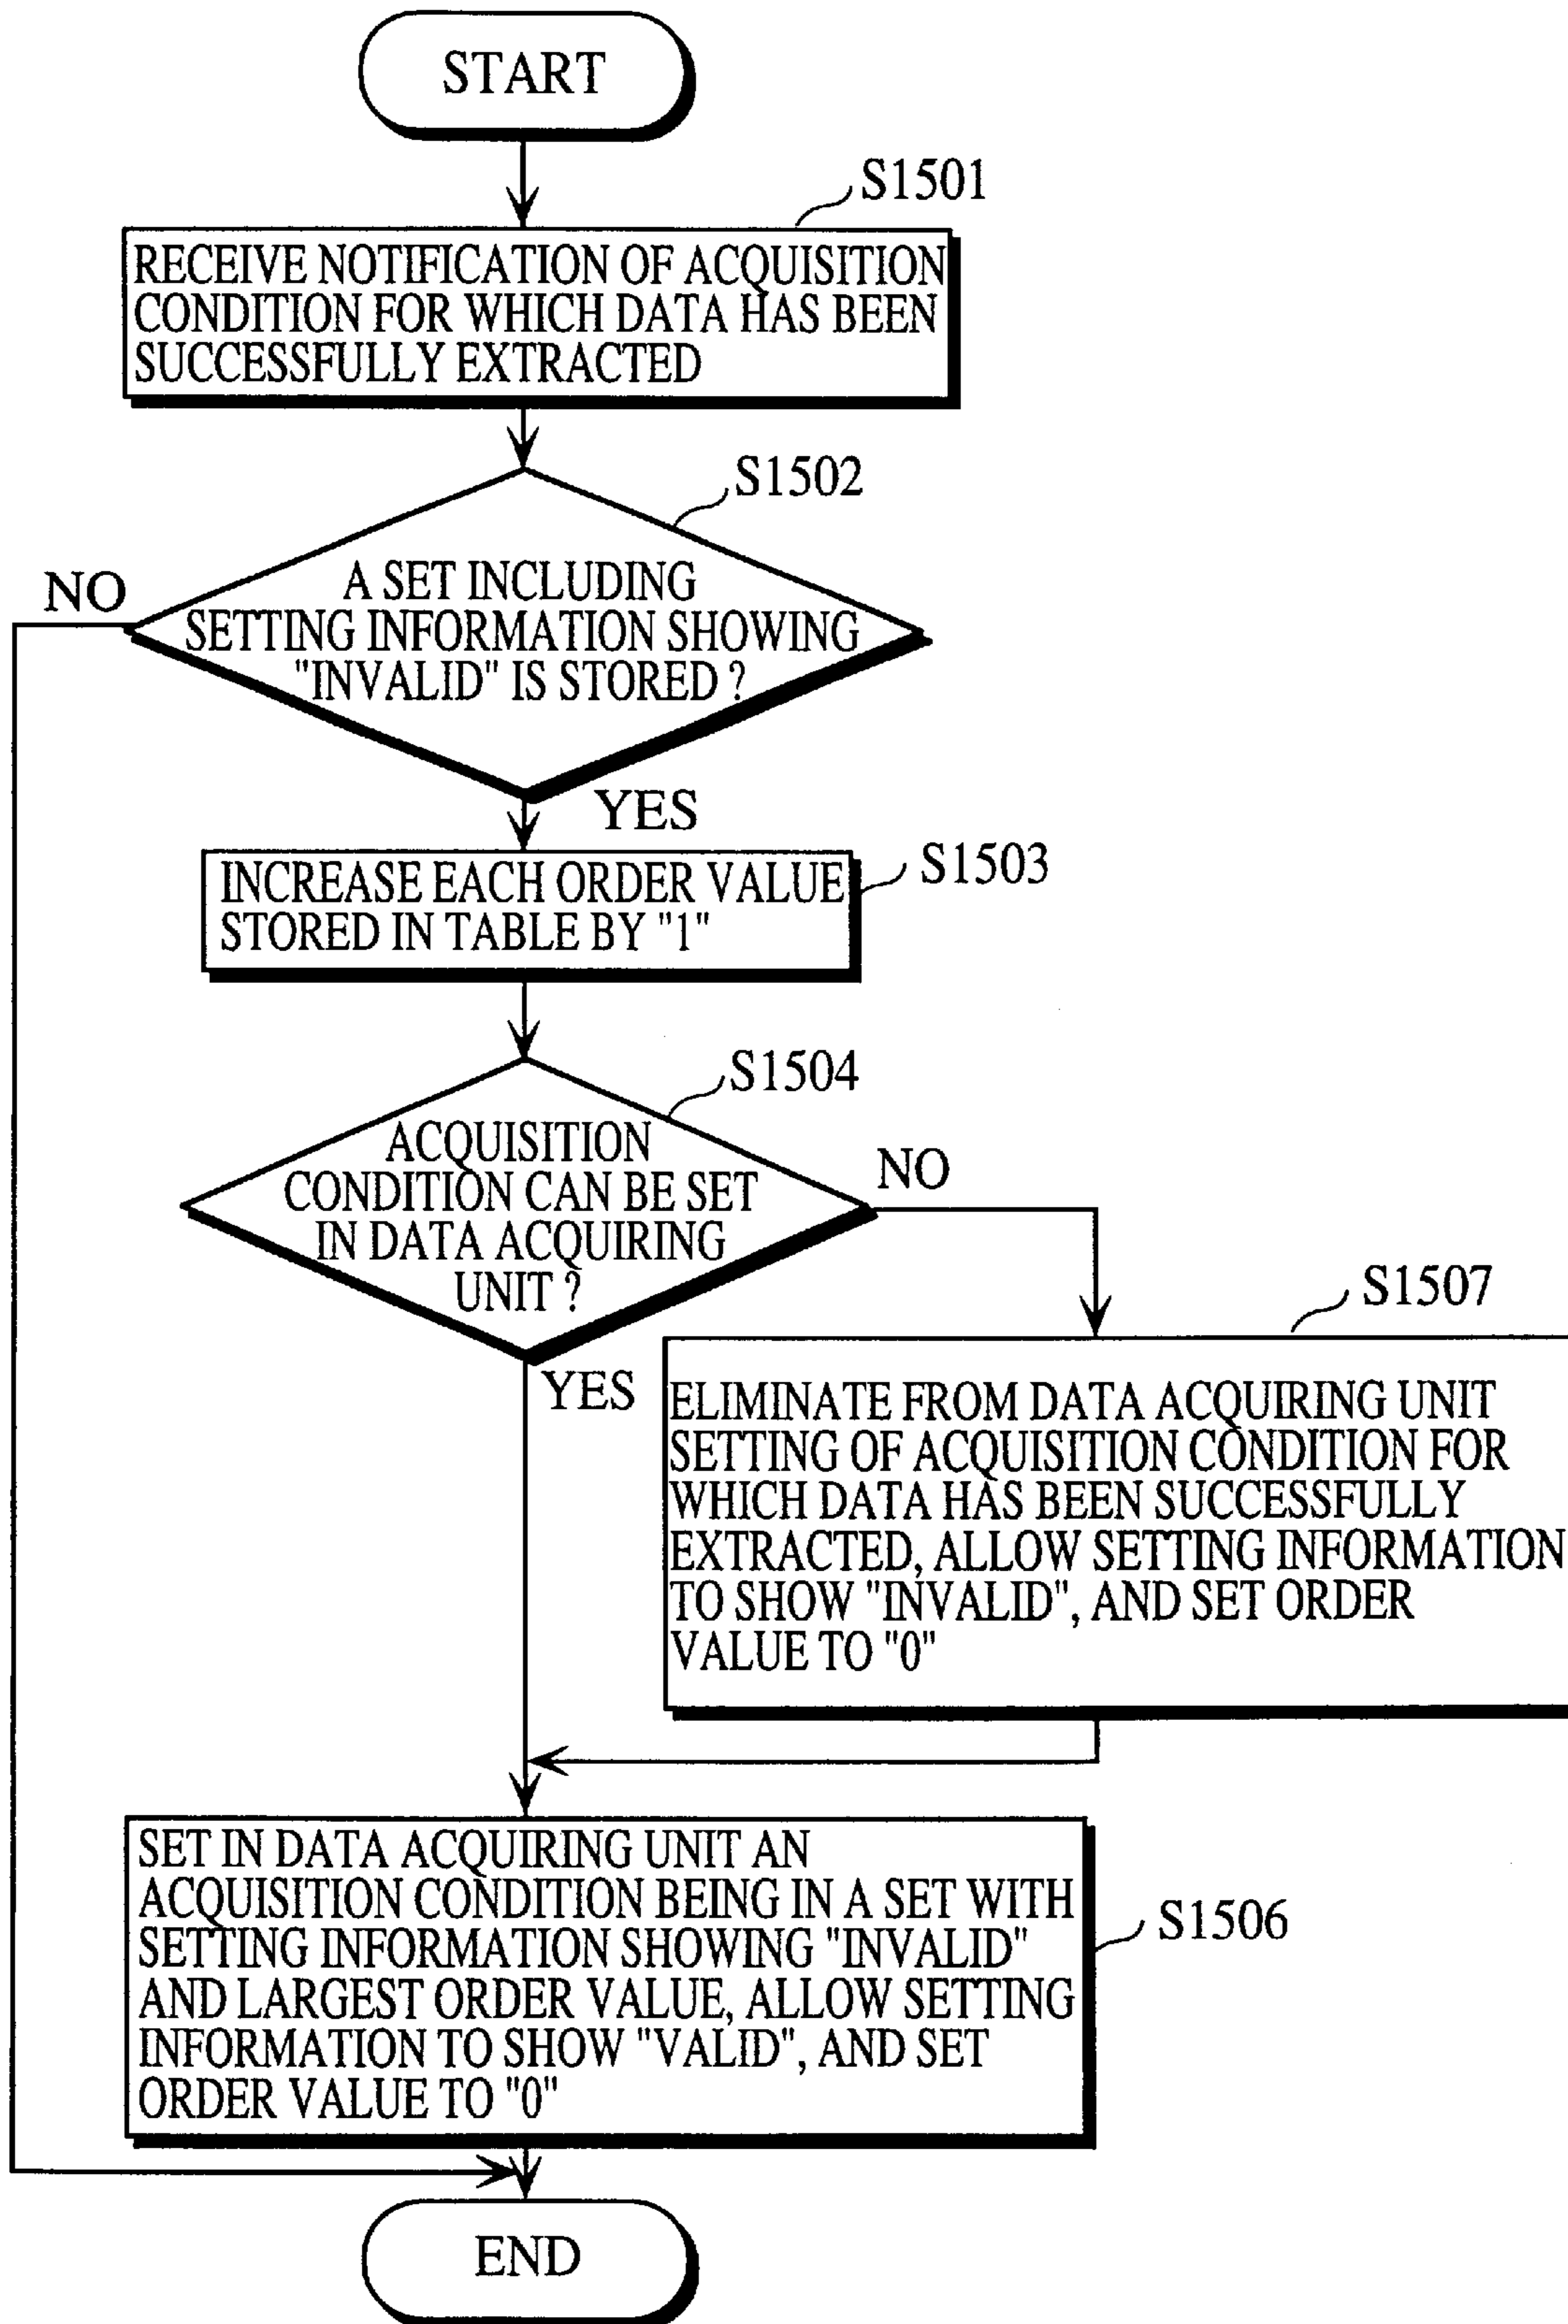 START
S1501
RECEIVE NOTIFICATION OF ACQUISITION
CONDITION FOR WHICH DATA HAS BEEN
SUCCESSFULLY EXTRACTED
S1502
A SET INCLUDING
SETTING INFORMATION SHOWING
"INVALID" IS STORED ?
NO
YES
S1503
INCREASE EACH ORDER VALUE
STORED IN TABLE BY "1"
S1504
ACQUISITION
CONDITION CAN BE SET
IN DATA ACQUIRING
UNIT ?
NO
YES
S1507
ELIMINATE FROM DATA ACQUIRING UNIT
SETTING OF ACQUISITION CONDITION FOR
WHICH DATA HAS BEEN SUCCESSFULLY
EXTRACTED, ALLOW SETTING INFORMATION
TO SHOW "INVALID", AND SET ORDER
VALUE TO "0"
SET IN DATA ACQUIRING UNIT AN
ACQUISITION CONDITION BEING IN A SET WITH
SETTING INFORMATION SHOWING "INVALID"
AND LARGEST ORDER VALUE, ALLOW SETTING
INFORMATION TO SHOW "VALID", AND SET
ORDER VALUE TO "0"
S1506
END